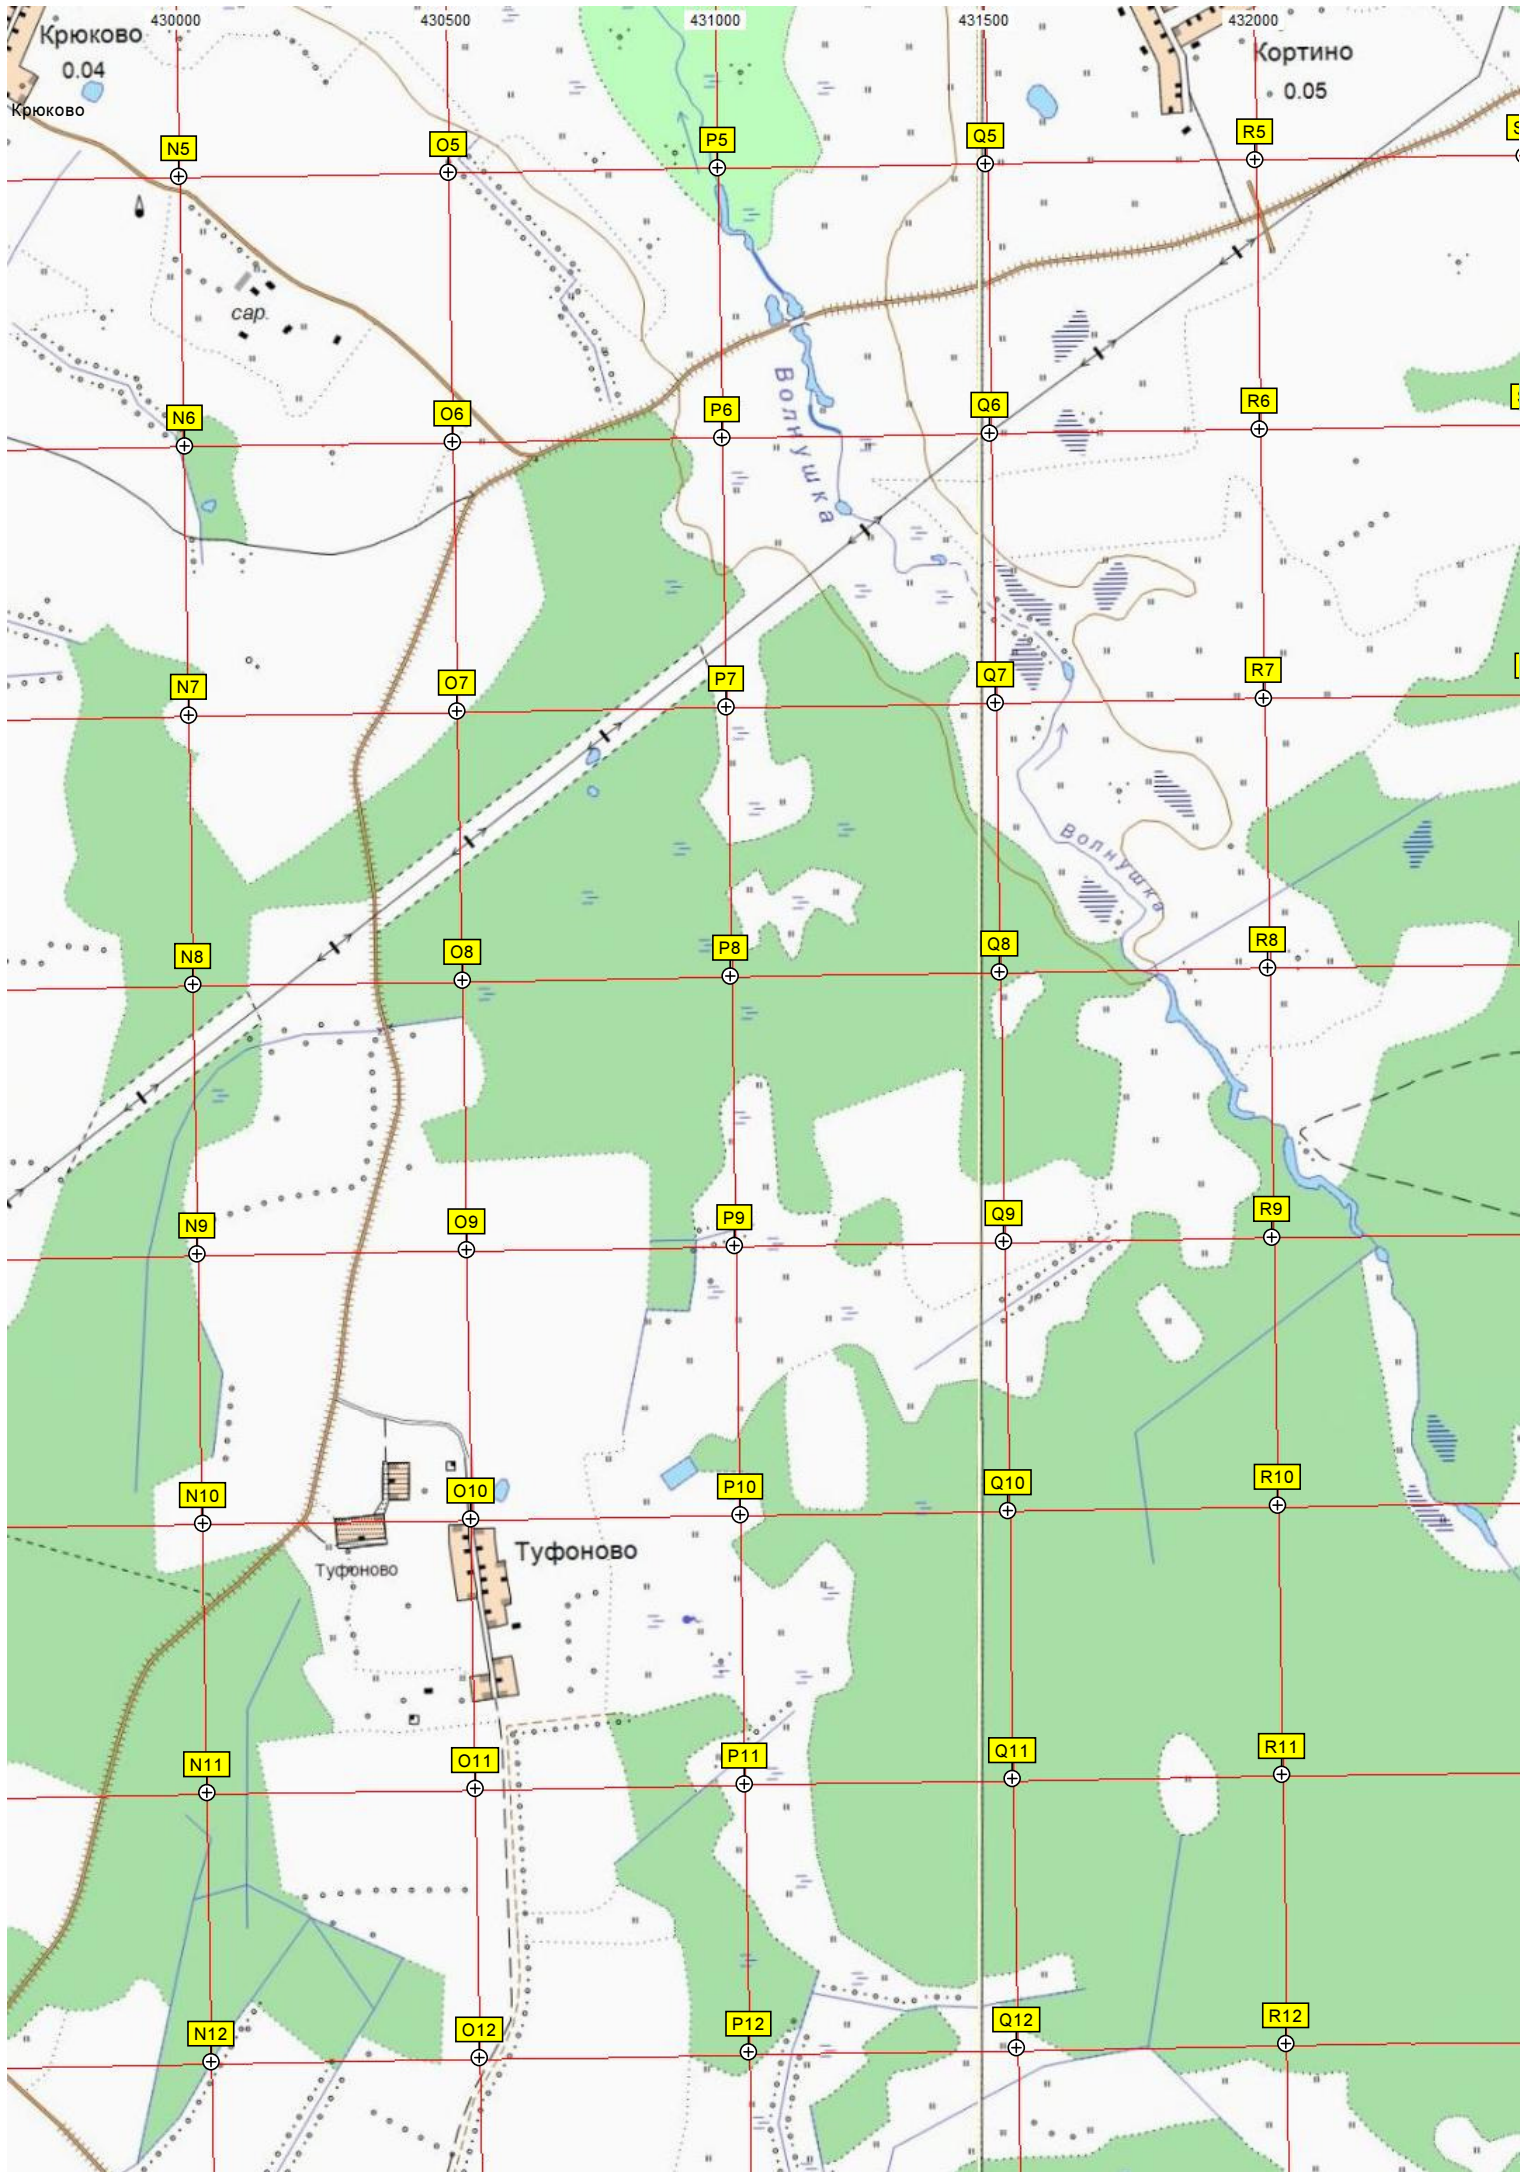 430000 430500 431000 431500 432000
Крюково
0.04
Крюково
Кортино
0.05
N5 O5 P5 Q5 R5
сар.
Волнушка
N6 O6 P6 Q6 R6
N7 O7 P7 Q7 R7
Волнушка
N8 O8 P8 Q8 R8
N9 O9 P9 Q9 R9
N10 O10 P10 Q10 R10
Туфоново
Туфоново
N11 O11 P11 Q11 R11
N12 O12 P12 Q12 R12